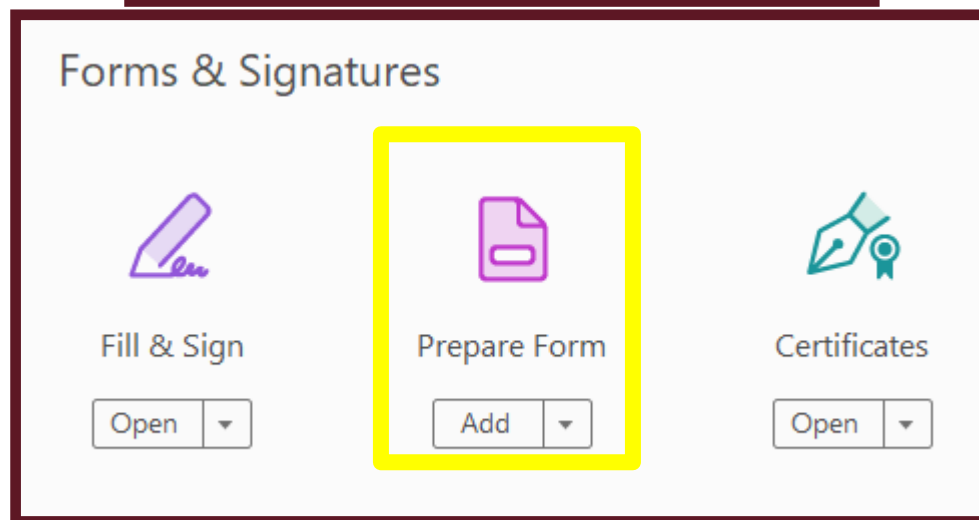 Forms & Signatures
Fill & Sign
Prepare Form
Certificates
Open
Add
Open